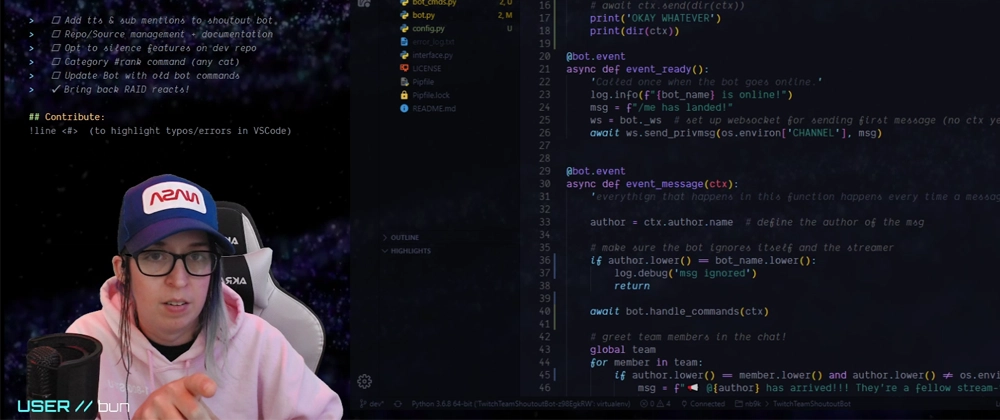 > ☐ Add tts & sub mentions to shoutout bot
> ☐ Repo/Source management + documentation
> ☐ Opt to silence features on dev repo
> ☐ Category #rank command (any cat)
> ☐ Update Bot with old bot commands
> ✓ Bring back RAID reacts!
## Contribute:
!line <#> (to highlight typos/errors in VSCode)
NASA
AKRA
USER // bun
bot_cmds.py 2, U
bot.py 2, M
config.py U
error_log.txt
interface.py
LICENSE
Pipfile
Pipfile.lock
README.md
OUTLINE
HIGHLIGHTS
16 # await ctx.send(dir(ctx))
17 print('OKAY WHATEVER')
18 print(dir(ctx))
19
20 @bot.event
21 async def event_ready():
22 'Called once when the bot goes online.'
23 log.info(f"{bot_name} is online!")
24 msg = f"/me has landed!"
25 ws = bot._ws # set up websocket for sending first message (no ctx ye
26 await ws.send_privmsg(os.environ['CHANNEL'], msg)
27
28
29 @bot.event
30 async def event_message(ctx):
31 'everythign that happens in this function happens every time a messag
32
33 author = ctx.author.name # define the author of the msg
34
35 # make sure the bot ignores itself and the streamer
36 if author.lower() == bot_name.lower():
37 log.debug('msg ignored')
38 return
39
40 await bot.handle_commands(ctx)
41
42 # greet team members in the chat!
43 global team
44 for member in team:
45 if author.lower() == member.lower() and author.lower() ≠ os.envi
46 msg = f"📢 @{author} has arrived!!! They're a fellow stream-
dev* Python 3.6.8 64-bit ('TwitchTeamShoutoutBot': virtualenv) 0 4 Connected nb9k TwitchTeamShoutoutBot